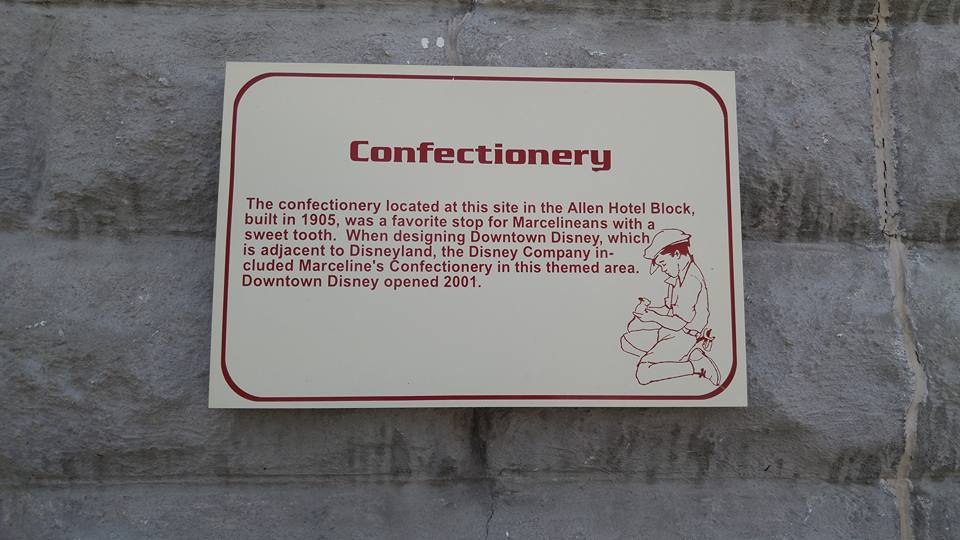 Confectionery
The confectionery located at this site in the Allen Hotel Block,
built in 1905, was a favorite stop for Marcelineans with a
sweet tooth. When designing Downtown Disney, which
is adjacent to Disneyland, the Disney Company in-
cluded Marceline's Confectionery in this themed area.
Downtown Disney opened 2001.